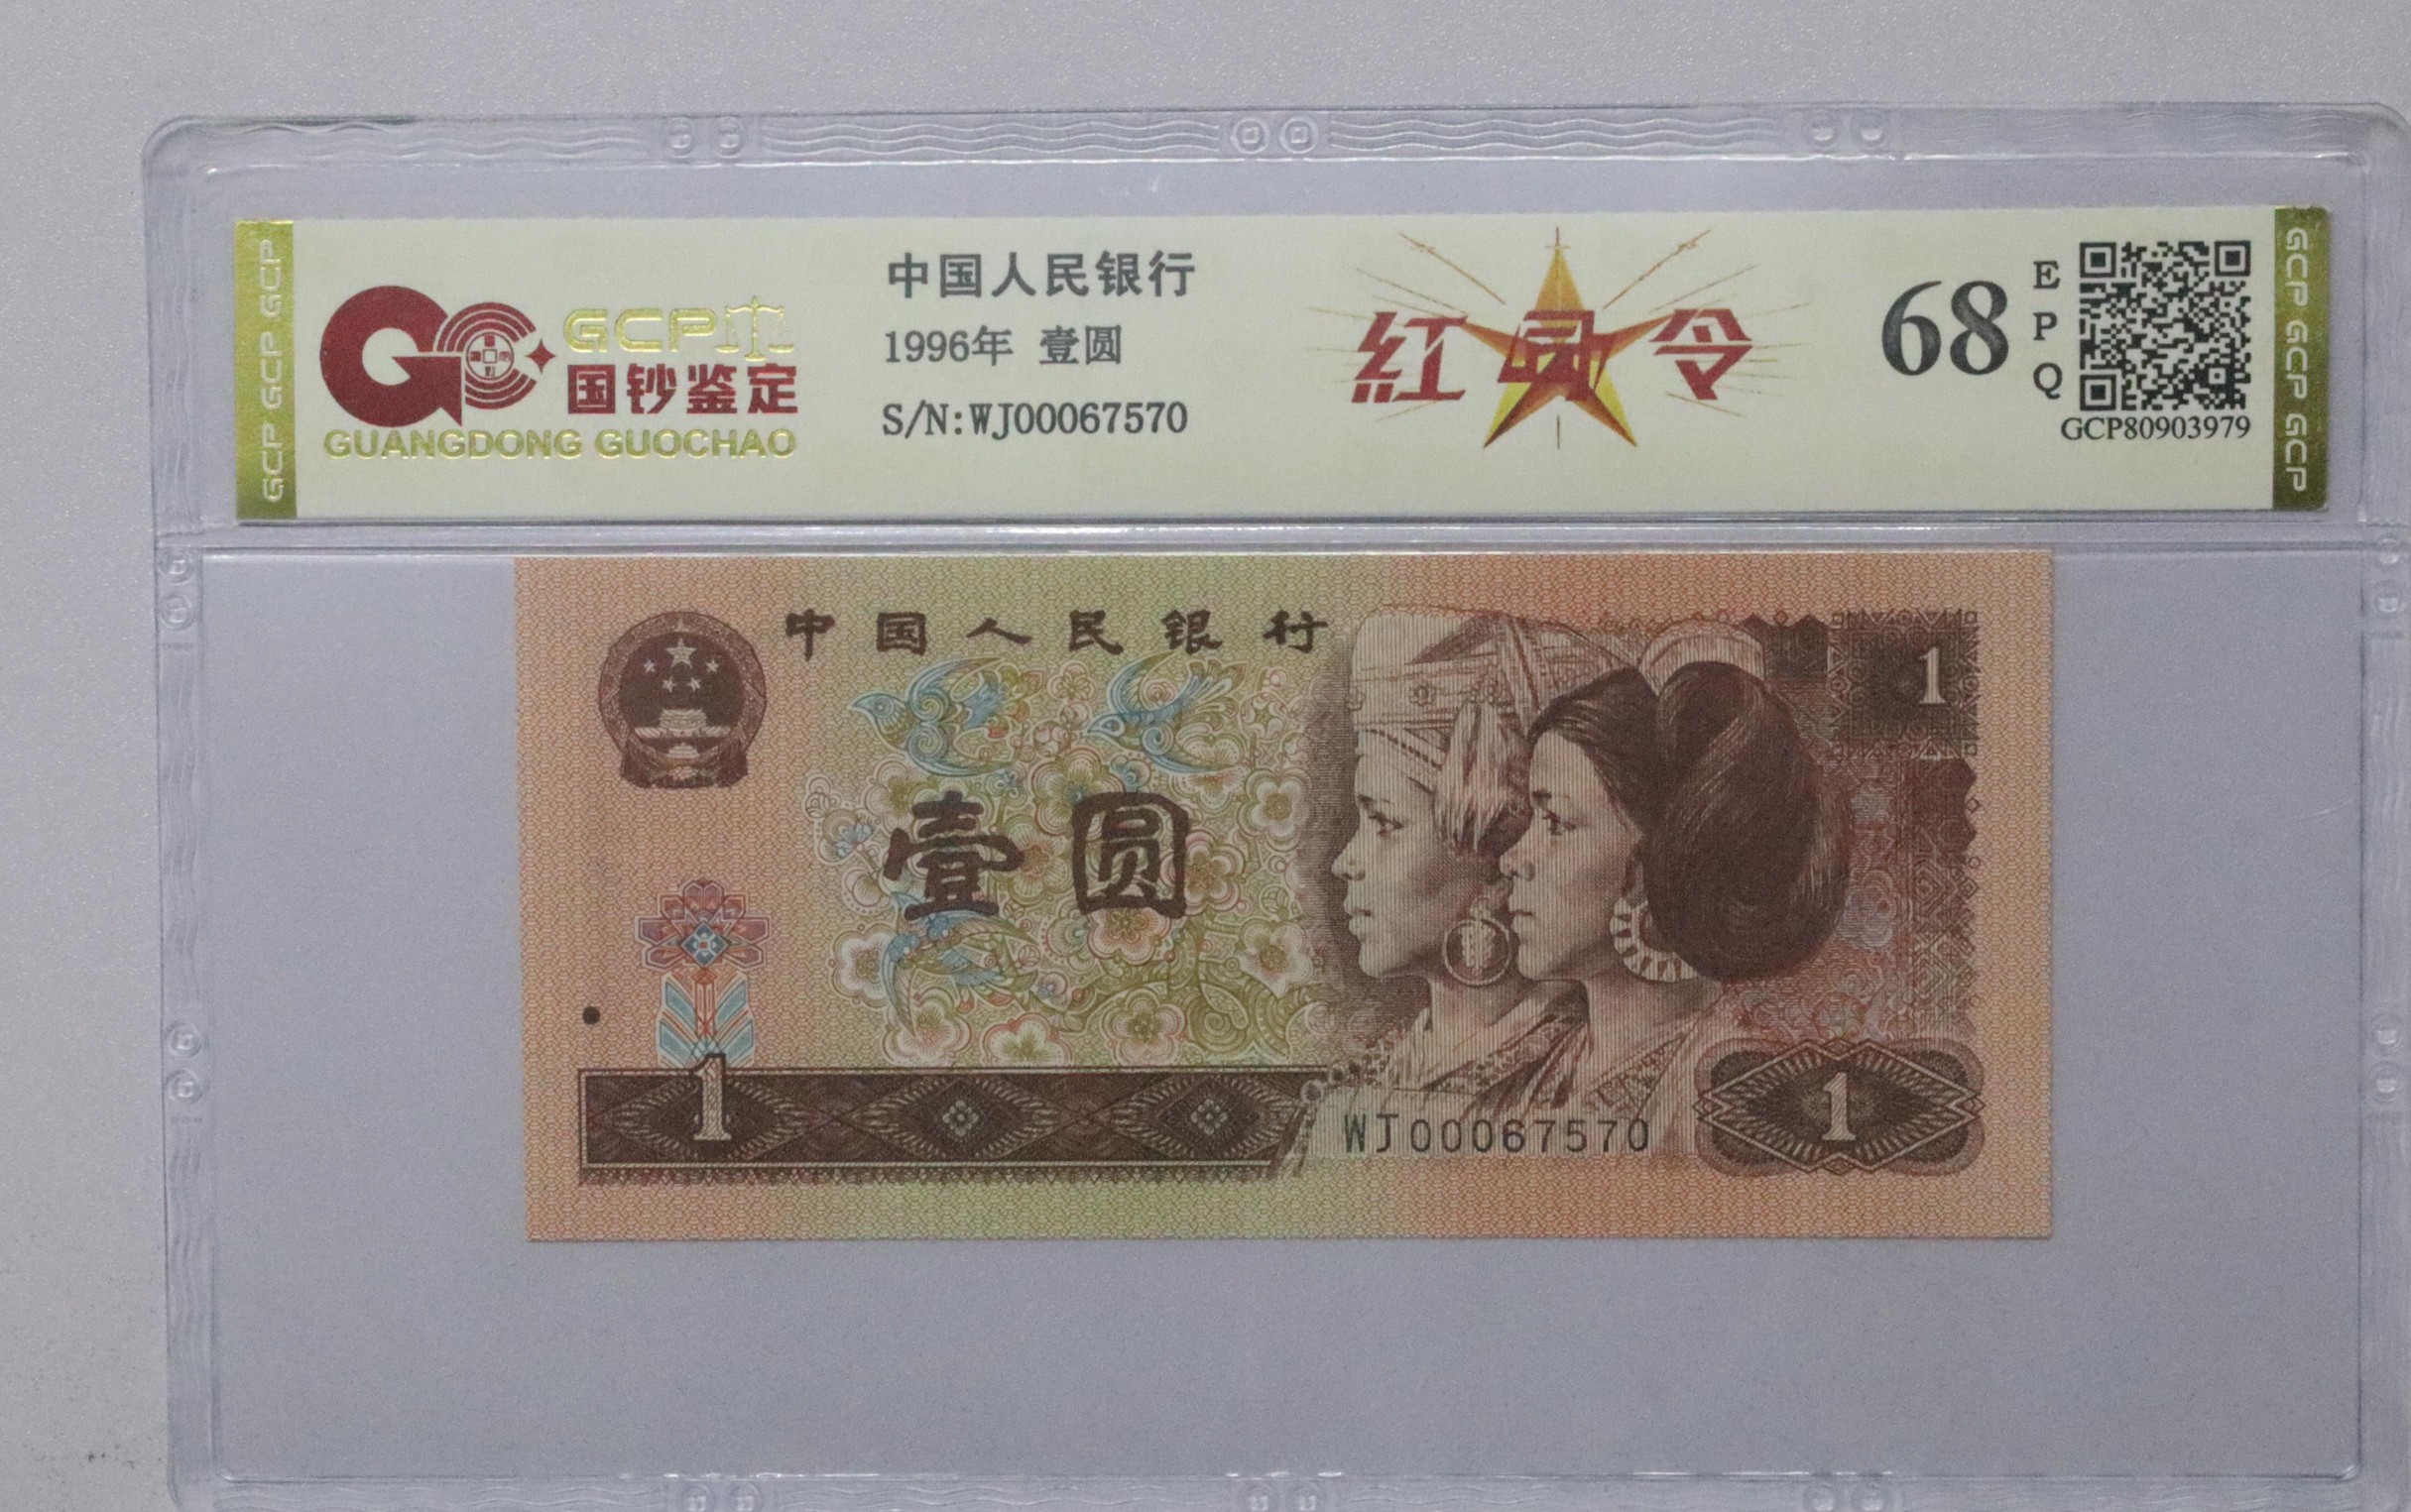 GCP GCP GCP
GCP
国钞鉴定
GUANGDONG GUOCHAO
中国人民银行
1996年 壹圆
S/N:WJ00067570
紅 令
68
EPQ
GCP80903979
GCP GCP GCP
中国人民银行
1
壹圆
1
WJ00067570
1